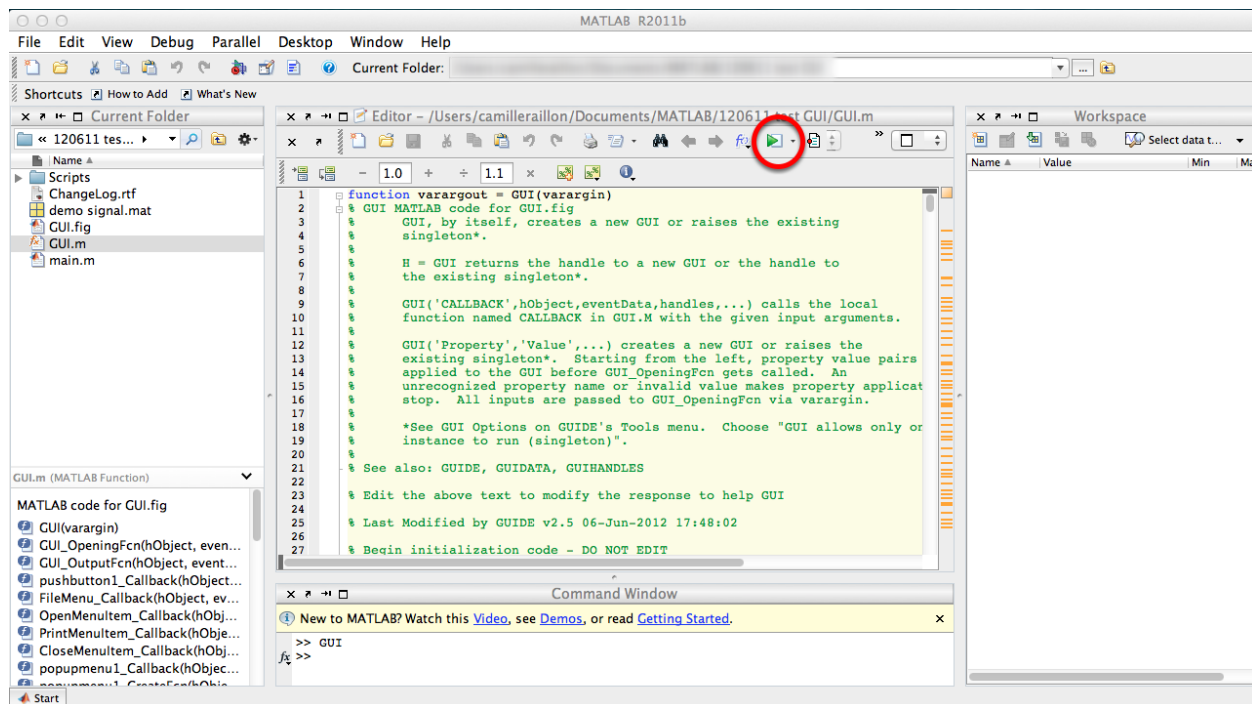 MATLAB R2011b
File Edit View Debug Parallel Desktop Window Help
Current Folder:
Shortcuts How to Add What's New
Current Folder
« 120611 tes...
Name
Scripts
ChangeLog.rtf
demo signal.mat
GUI.fig
GUI.m
main.m
GUI.m (MATLAB Function)
MATLAB code for GUI.fig
GUI(varargin)
GUI_OpeningFcn(hObject, even...
GUI_OutputFcn(hObject, event...
pushbutton1_Callback(hObject...
FileMenu_Callback(hObject, ev...
OpenMenuItem_Callback(hObj...
PrintMenuItem_Callback(hObje...
CloseMenuItem_Callback(hObj...
popupmenu1_Callback(hObjec...
popupmenu1_CreateFcn(hObje...
Start
Editor – /Users/camilleraillon/Documents/MATLAB/120611 test GUI/GUI.m
− 1.0 + ÷ 1.1 ×
1 function varargout = GUI(varargin)
2 % GUI MATLAB code for GUI.fig
3 % GUI, by itself, creates a new GUI or raises the existing
4 % singleton*.
5 %
6 % H = GUI returns the handle to a new GUI or the handle to
7 % the existing singleton*.
8 %
9 % GUI('CALLBACK',hObject,eventData,handles,...) calls the local
10 % function named CALLBACK in GUI.M with the given input arguments.
11 %
12 % GUI('Property','Value',...) creates a new GUI or raises the
13 % existing singleton*. Starting from the left, property value pairs
14 % applied to the GUI before GUI_OpeningFcn gets called. An
15 % unrecognized property name or invalid value makes property applicat
16 % stop. All inputs are passed to GUI_OpeningFcn via varargin.
17 %
18 % *See GUI Options on GUIDE's Tools menu. Choose "GUI allows only or
19 % instance to run (singleton)".
20 %
21 % See also: GUIDE, GUIDATA, GUIHANDLES
22
23 % Edit the above text to modify the response to help GUI
24
25 % Last Modified by GUIDE v2.5 06-Jun-2012 17:48:02
26
27 % Begin initialization code - DO NOT EDIT
Command Window
New to MATLAB? Watch this Video, see Demos, or read Getting Started.
>> GUI
fx >>
Workspace
Select data t...
Name Value Min Ma